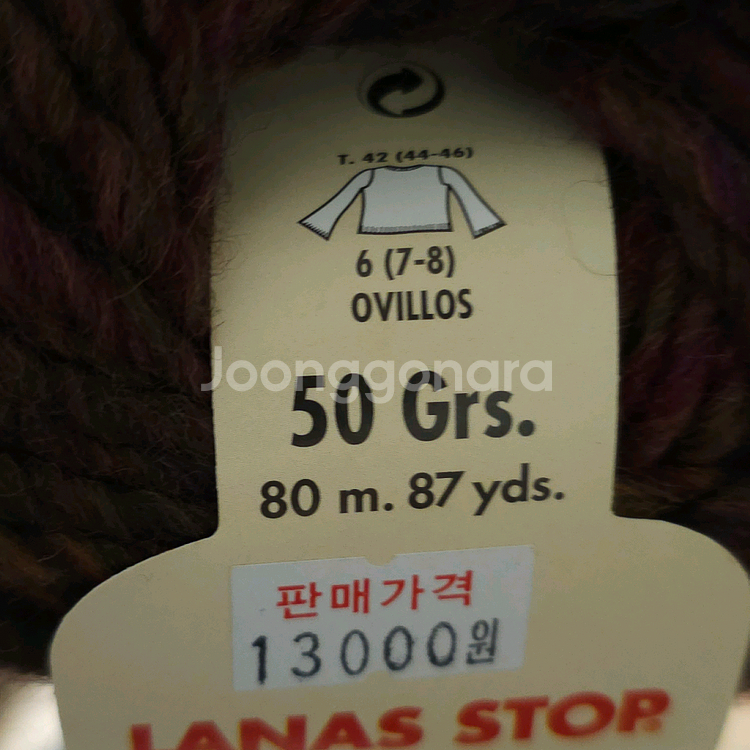 T. 42 (44-46)
6 (7-8)
OVILLOS
Joonggonara
50 Grs.
80 m. 87 yds.
판매가격
13000원
LANAS STOP®